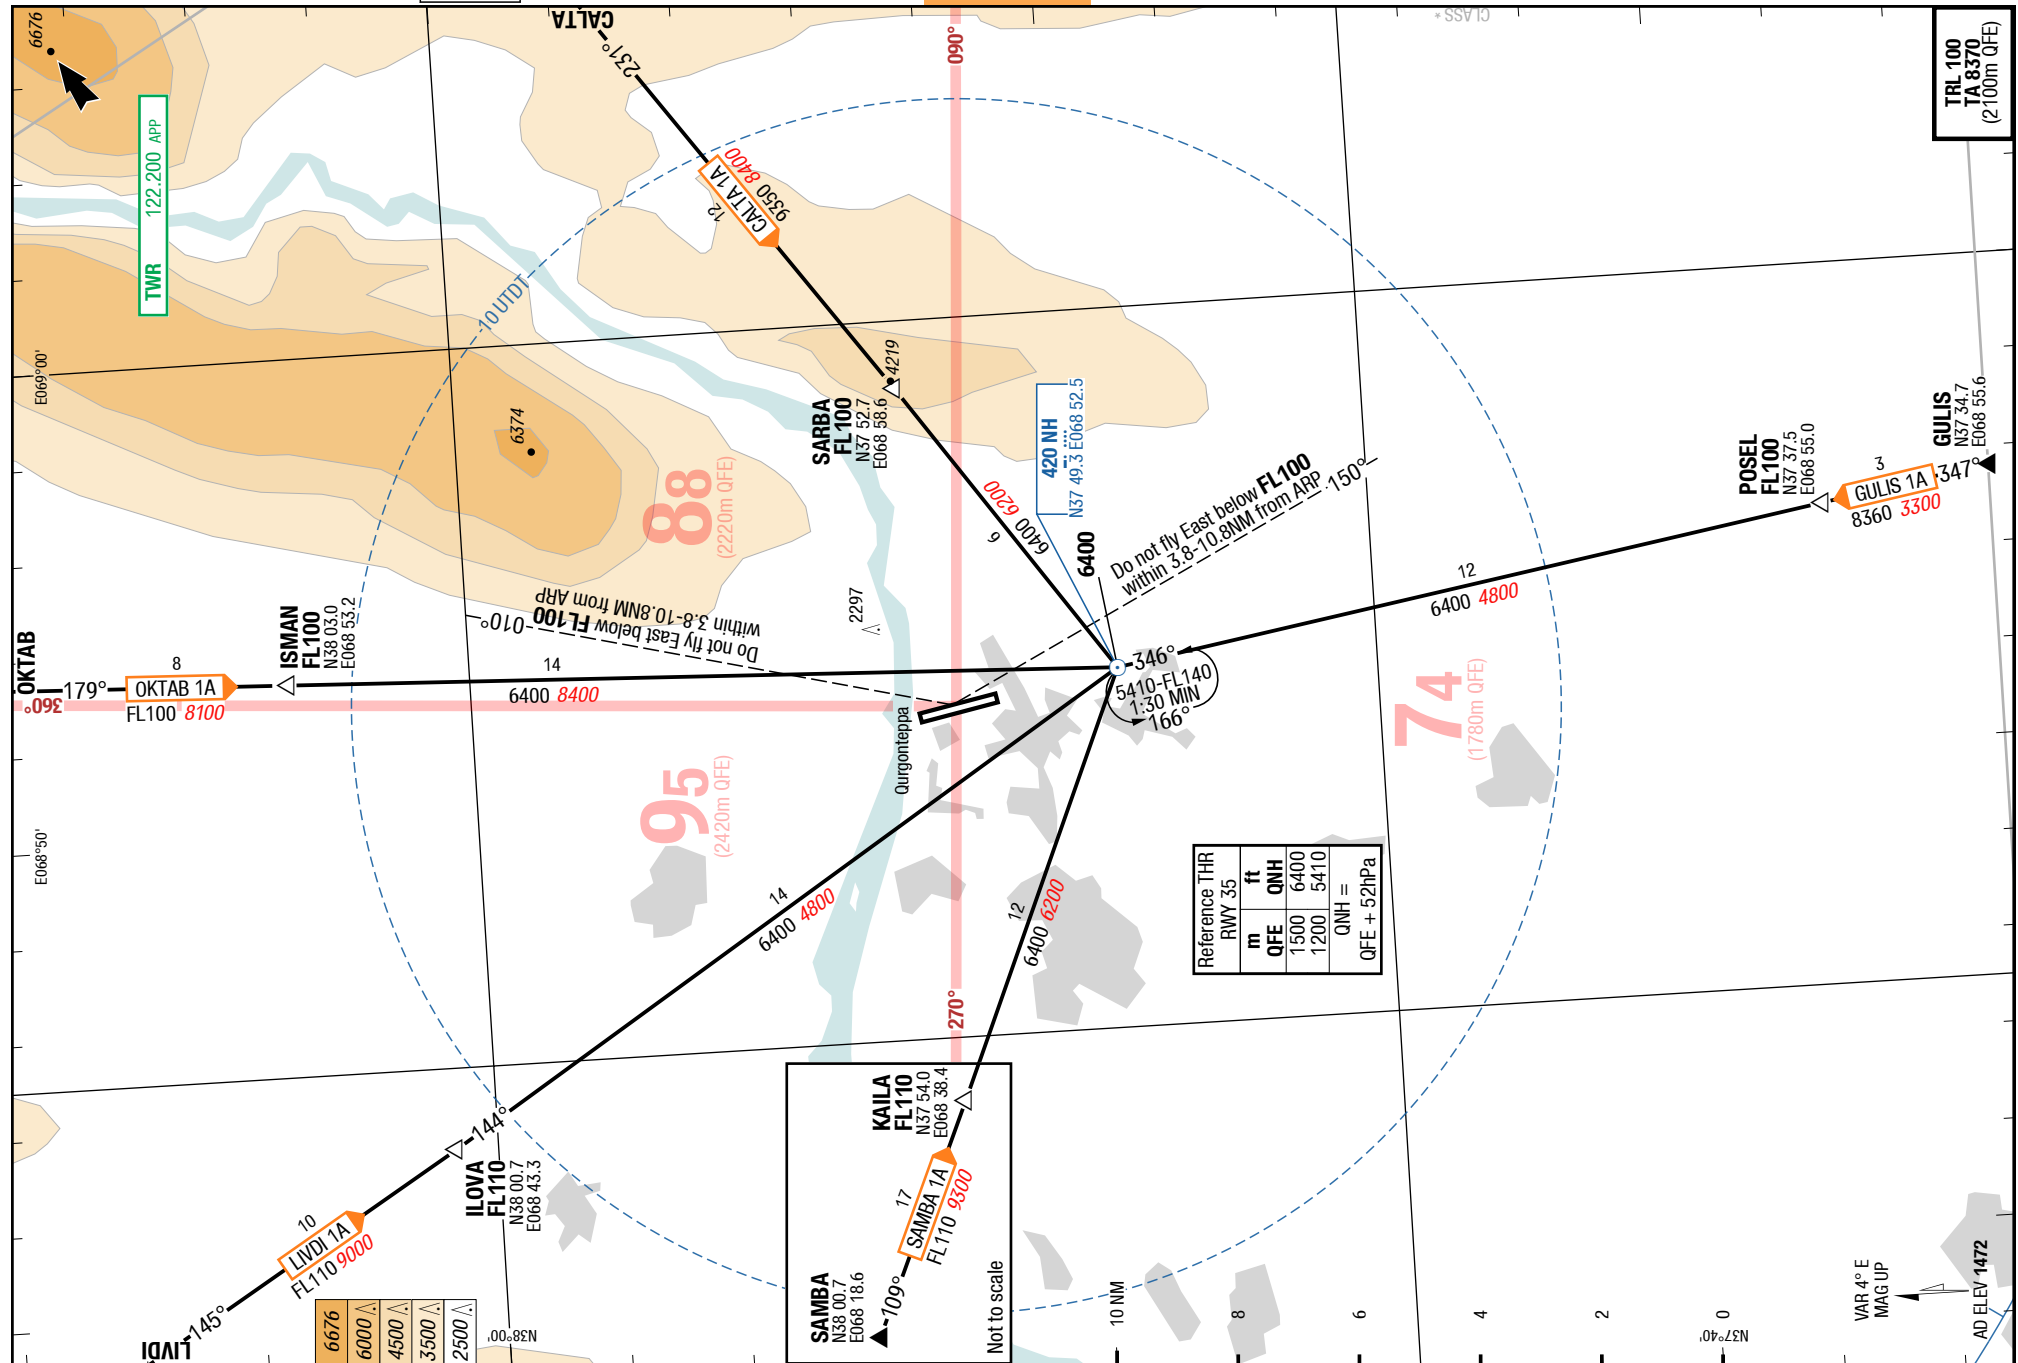 6676
TWR 122.200 APP
CALTA
231°
CLASS*
TRL 100
TA 8370
(2100m QFE)
090°
CALTA 1A
12
9350 8400
10 UTDT
E069°00'
6374
88
(2220m QFE)
4219
SARBA
FL100
N37 52.7
E068 58.6
6
6400 6200
420 NH
N37 49.3 E068 52.5
6400
Do not fly East below FL100
within 3.8-10.8NM from ARP
150°
POSEL
FL100
N37 37.5
E068 55.0
GULIS
N37 34.7
E068 55.6
347°
3
GULIS 1A
8360 3300
12
6400 4800
OKTAB
179°
360°
8
OKTAB 1A
FL100 8100
ISMAN
FL100
N38 03.0
E068 53.2
14
6400 8400
010°
Do not fly East below FL100
within 3.8-10.8NM from ARP
2297
Qurgonteppa
346°
5410-FL140
1:30 MIN
166°
74
(1780m QFE)
95
(2420m QFE)
E068°50'
14
6400 4800
12
6400 6200
Reference THR
RWY 35
m ft
QFE QNH
1500 6400
1200 5410
QNH =
QFE + 52hPa
270°
144°
ILOVA
FL110
N38 00.7
E068 43.3
10
LIVDI 1A
FL110 9000
145°
LIVDI
6676
6000
4500
3500
2500
N38°00'
KAILA
FL110
N37 54.0
E068 38.4
17
SAMBA 1A
FL110 9300
109°
SAMBA
N38 00.7
E068 18.6
Not to scale
10 NM
8
6
4
2
0
N37°40'
VAR 4° E
MAG UP
AD ELEV 1472